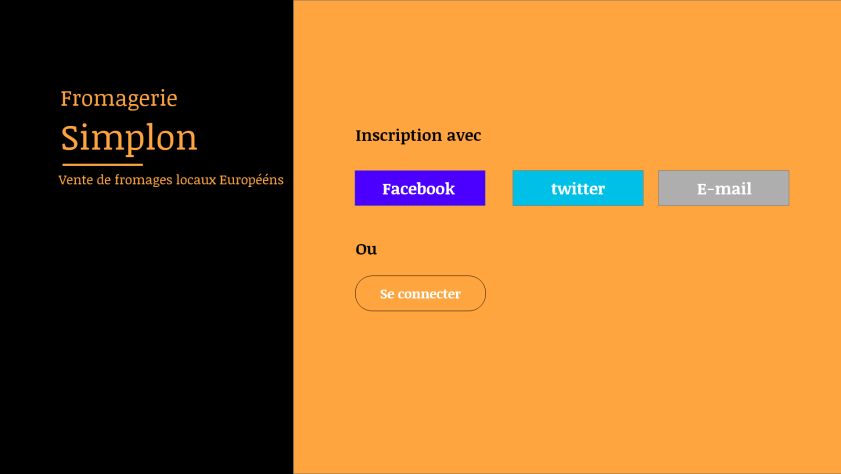 Fromagerie
Simplon
Vente de fromages locaux Européens
Inscription avec
Facebook
twitter
E-mail
Ou
Se connecter